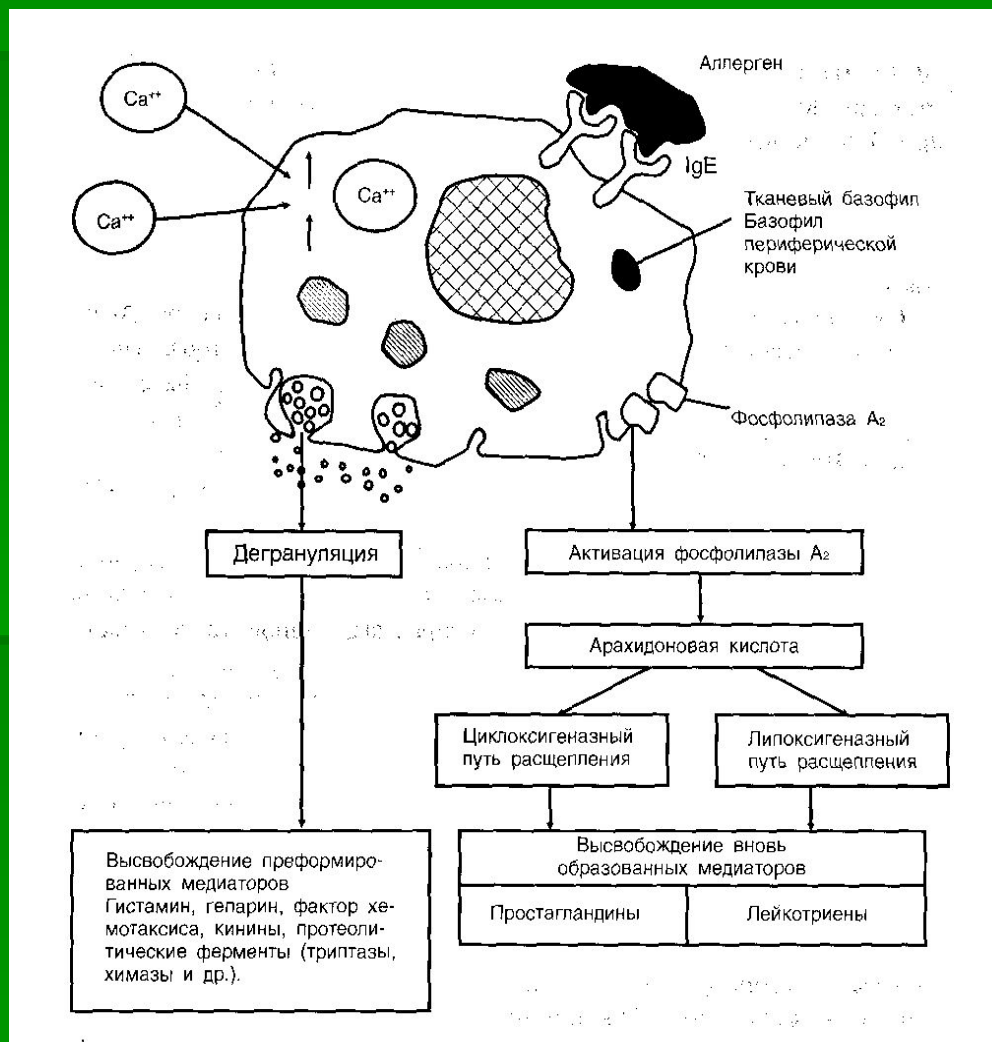 Аллерген
Ca⁺⁺
Ca⁺⁺
Ca⁺⁺
IgE
Тканевый базофил
Базофил
периферической
крови
Фосфолипаза А₂
Дегрануляция
Активация фосфолипазы А₂
Арахидоновая кислота
Циклоксигеназный
путь расщепления
Липоксигеназный
путь расщепления
Высвобождение преформиро-
ванных медиаторов
Гистамин, гепарин, фактор хе-
мотаксиса, кинины, протеоли-
тические ферменты (триптазы,
химазы и др.).
Высвобождение вновь
образованных медиаторов
Простагландины
Лейкотриены